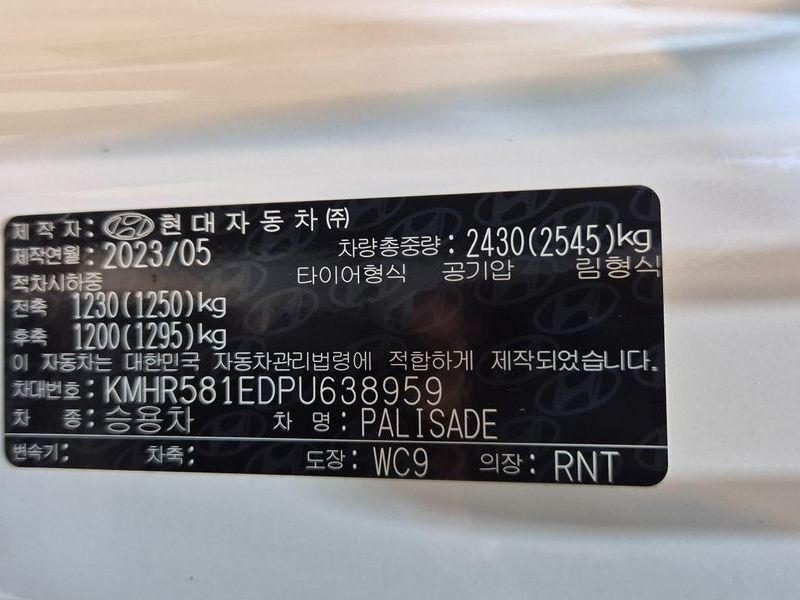 제 작 자 : 현 대 자 동 차 ㈜
제작연월 : 2023/05 차량총중량 : 2430(2545)kg
적차시하중 타이어형식 공기압 림형식
전축 1230(1250)kg
후축 1200(1295)kg
이 자동차는 대한민국 자동차관리법령에 적합하게 제작되었습니다.
차대번호 : KMHR581EDPU638959
차 종 : 승용차 차 명 : PALISADE
변속기 : 차축 : 도장 : WC9 의장 : RNT